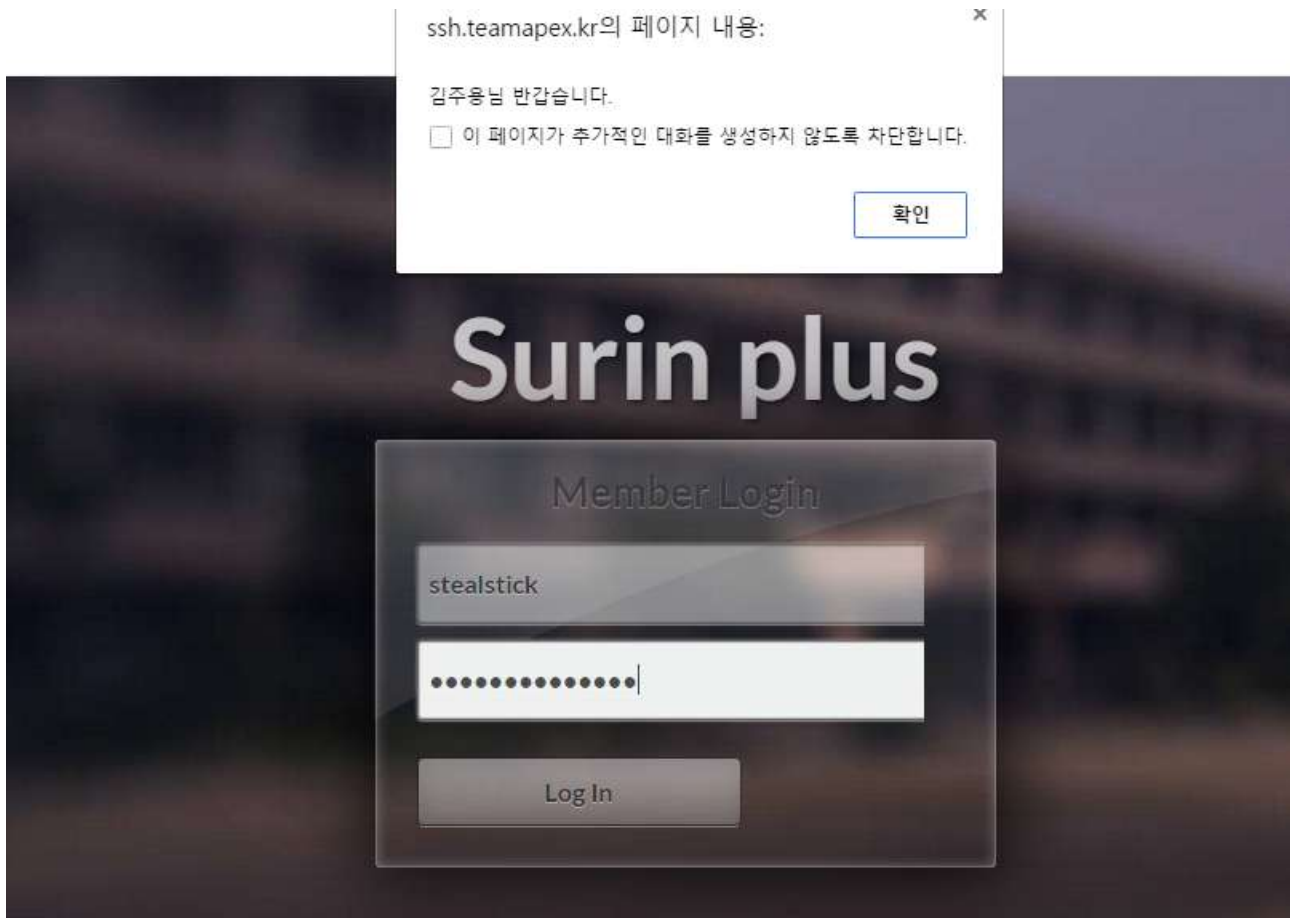 ssh.teamapex.kr의 페이지 내용:
김주용님 반갑습니다.
이 페이지가 추가적인 대화를 생성하지 않도록 차단합니다.
확인
Surin plus
Member Login
stealstick
●●●●●●●●●●●●●●
Log In